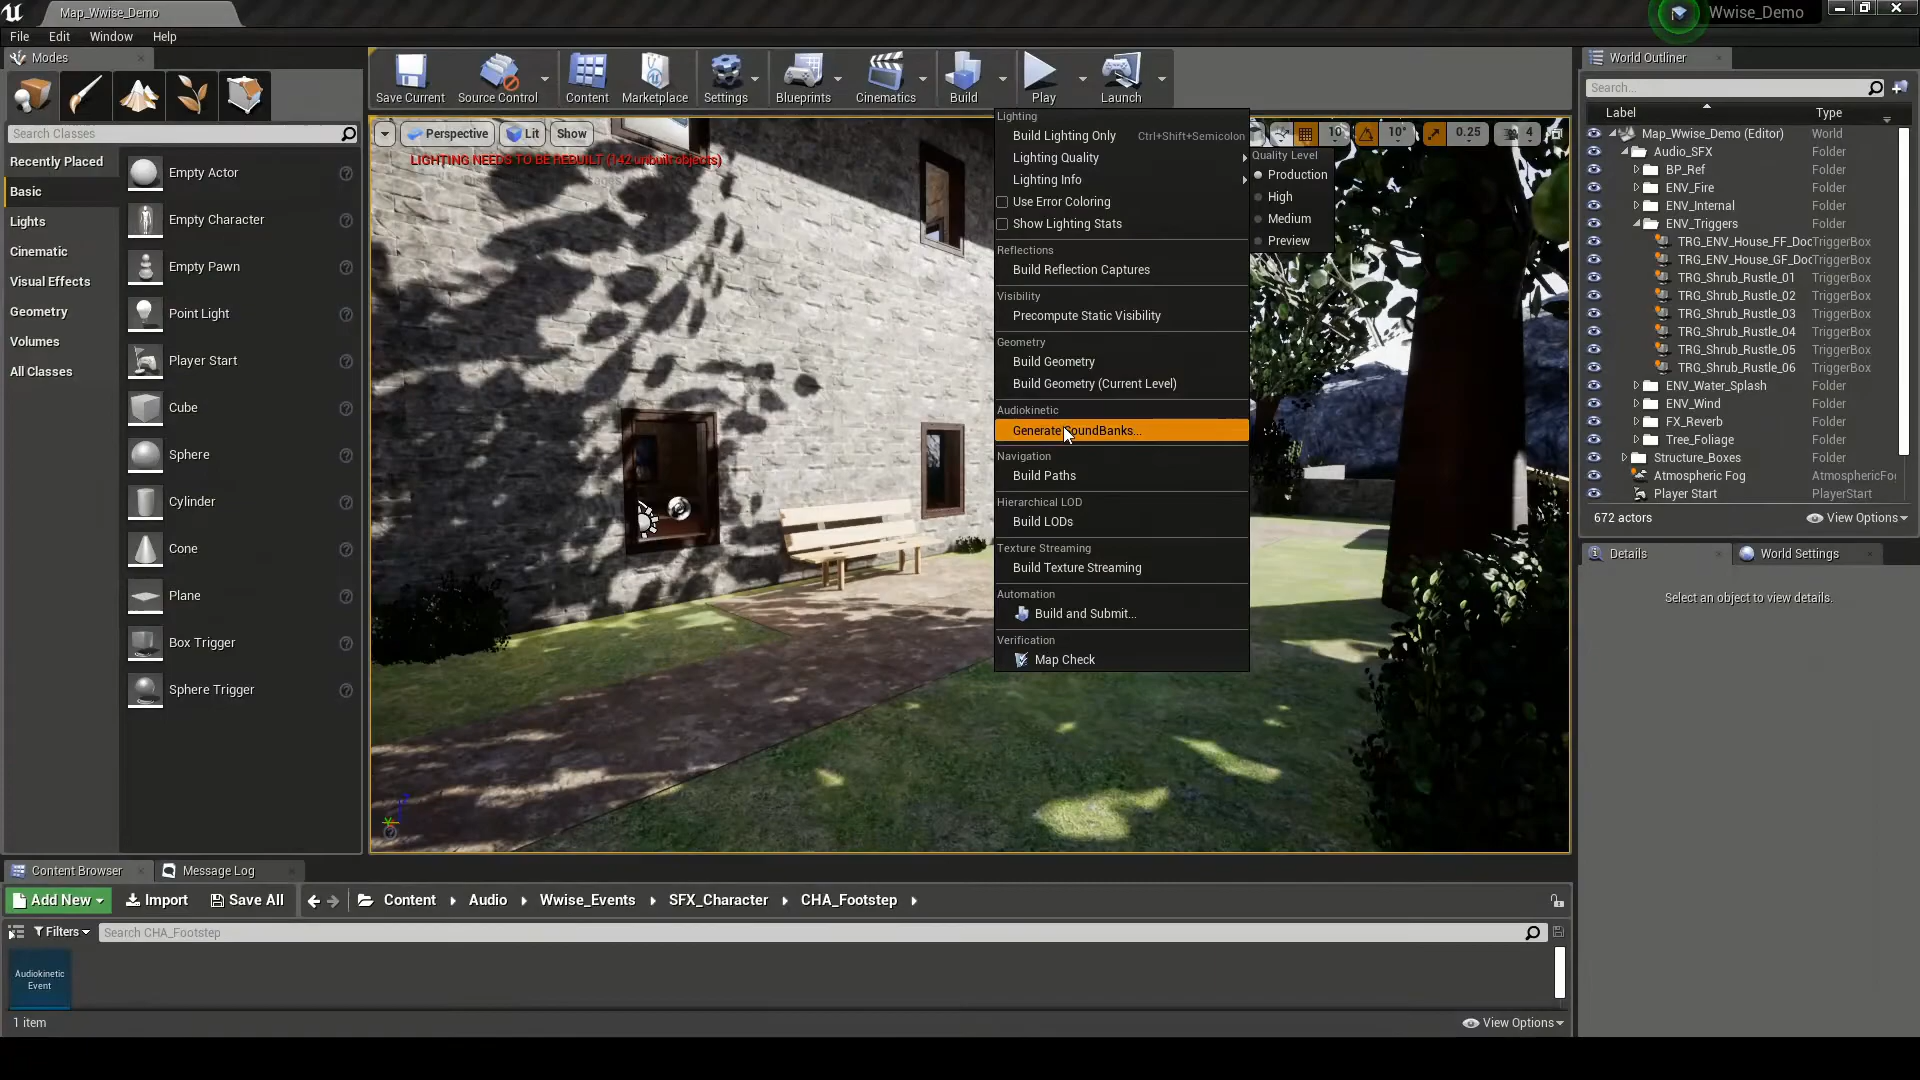 Map_Wwise_Demo
Wwise_Demo
File Edit Window Help
Modes
Search Classes
Recently Placed
Basic
Lights
Cinematic
Visual Effects
Geometry
Volumes
All Classes
Empty Actor
Empty Character
Empty Pawn
Point Light
Player Start
Cube
Sphere
Cylinder
Cone
Plane
Box Trigger
Sphere Trigger
Save Current Source Control Content Marketplace Settings Blueprints Cinematics Build Play Launch
Perspective Lit Show
10 10° 0.25 4
LIGHTING NEEDS TO BE REBUILT (142 unbuilt objects)
Lighting
Build Lighting Only Ctrl+Shift+Semicolon
Lighting Quality
Lighting Info
Use Error Coloring
Show Lighting Stats
Reflections
Build Reflection Captures
Visibility
Precompute Static Visibility
Geometry
Build Geometry
Build Geometry (Current Level)
Audiokinetic
Generate SoundBanks...
Navigation
Build Paths
Hierarchical LOD
Build LODs
Texture Streaming
Build Texture Streaming
Automation
Build and Submit...
Verification
Map Check
Quality Level
Production
High
Medium
Preview
World Outliner
Search...
Label Type
Map_Wwise_Demo (Editor) World
Audio_SFX Folder
BP_Ref Folder
ENV_Fire Folder
ENV_Internal Folder
ENV_Triggers Folder
TRG_ENV_House_FF_Doc TriggerBox
TRG_ENV_House_GF_Doc TriggerBox
TRG_Shrub_Rustle_01 TriggerBox
TRG_Shrub_Rustle_02 TriggerBox
TRG_Shrub_Rustle_03 TriggerBox
TRG_Shrub_Rustle_04 TriggerBox
TRG_Shrub_Rustle_05 TriggerBox
TRG_Shrub_Rustle_06 TriggerBox
ENV_Water_Splash Folder
ENV_Wind Folder
FX_Reverb Folder
Tree_Foliage Folder
Structure_Boxes Folder
Atmospheric Fog AtmosphericFo
Player Start PlayerStart
672 actors View Options
Details World Settings
Select an object to view details.
Content Browser Message Log
Add New Import Save All Content Audio Wwise_Events SFX_Character CHA_Footstep
Filters Search CHA_Footstep
Audiokinetic
Event
1 item View Options